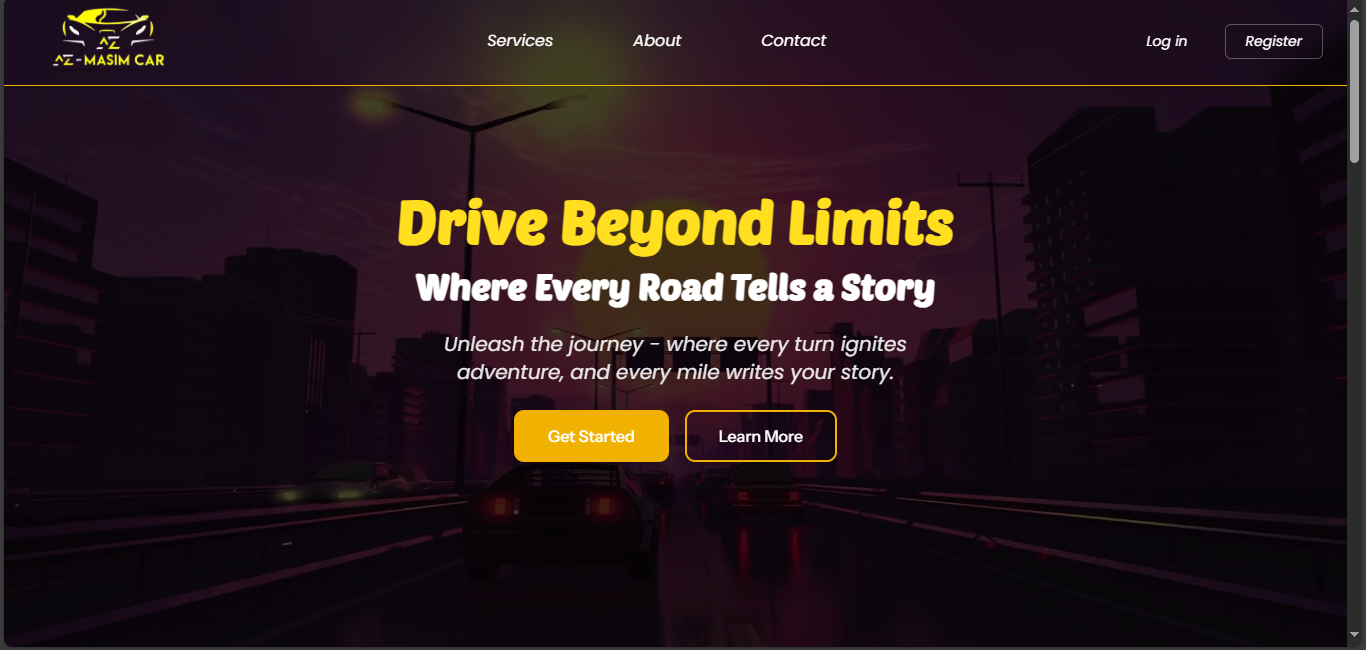 AZ
AZ-MASIM CAR
Services
About
Contact
Log in
Register
Drive Beyond Limits
Where Every Road Tells a Story
Unleash the journey - where every turn ignites
adventure, and every mile writes your story.
Get Started
Learn More